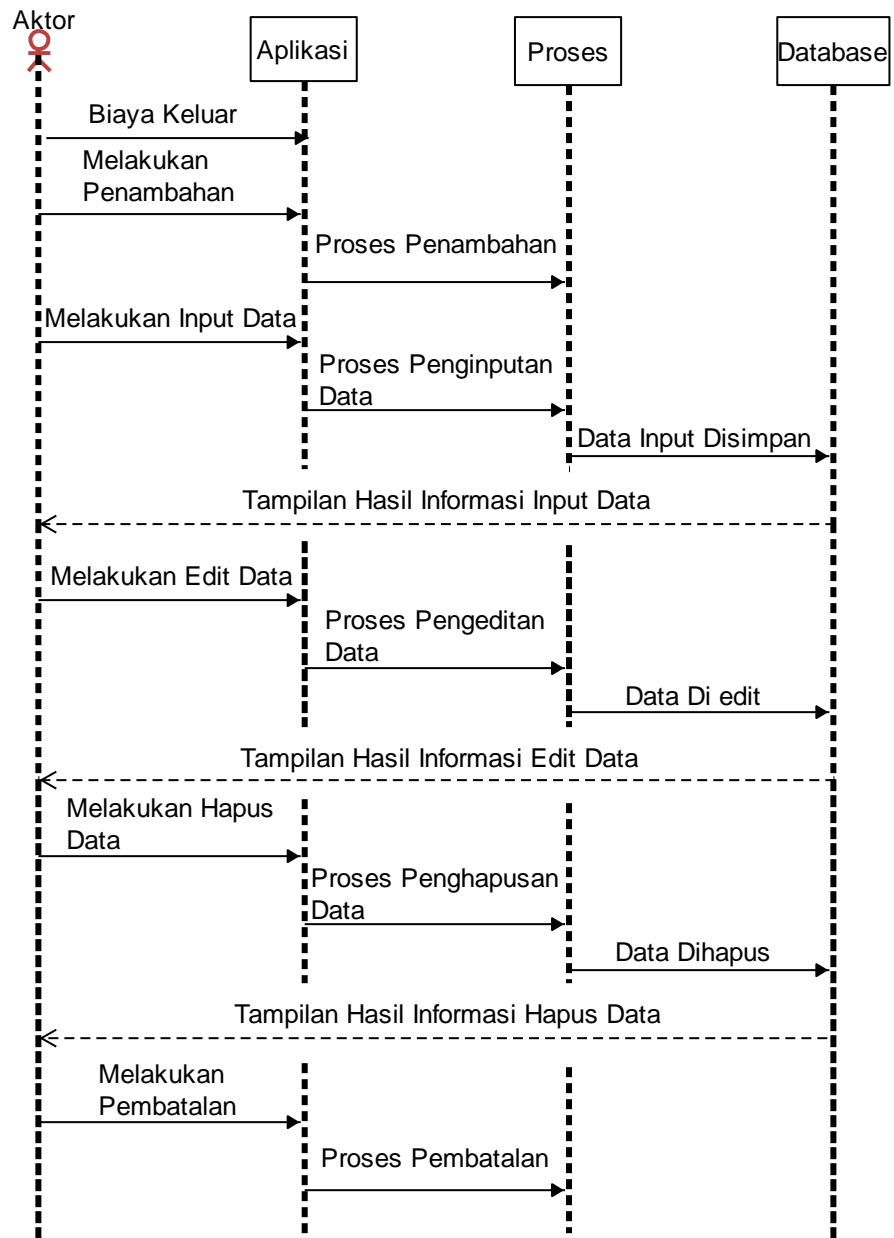 Aktor
Aplikasi
Proses
Database
Biaya Keluar
Melakukan
Penambahan
Proses Penambahan
Melakukan Input Data
Proses Penginputan
Data
Data Input Disimpan
Tampilan Hasil Informasi Input Data
Melakukan Edit Data
Proses Pengeditan
Data
Data Di edit
Tampilan Hasil Informasi Edit Data
Melakukan Hapus
Data
Proses Penghapusan
Data
Data Dihapus
Tampilan Hasil Informasi Hapus Data
Melakukan
Pembatalan
Proses Pembatalan